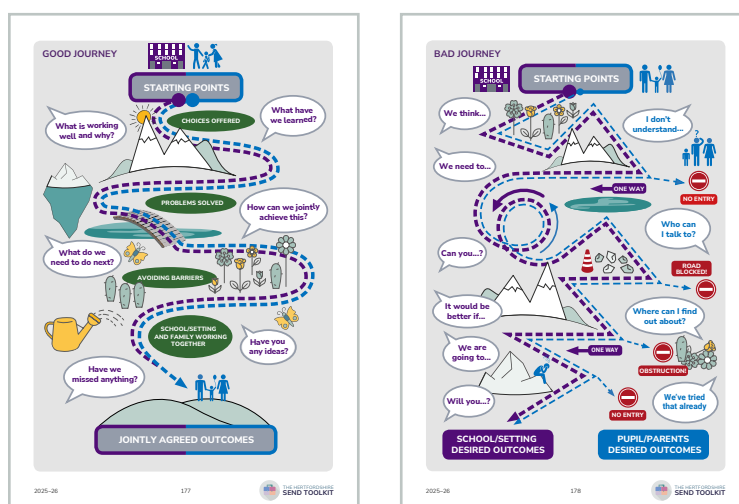 GOOD JOURNEY
SCHOOL
STARTING POINTS
CHOICES OFFERED
What have
we learned?
What is working
well and why?
PROBLEMS SOLVED
How can we jointly
achieve this?
What do we
need to do next?
AVOIDING BARRIERS
SCHOOL/SETTING
AND FAMILY WORKING
TOGETHER
Have you
any ideas?
Have we
missed anything?
JOINTLY AGREED OUTCOMES
2025–26
177
THE HERTFORDSHIRE
SEND TOOLKIT
BAD JOURNEY
SCHOOL
STARTING POINTS
We think...
I don't
understand...
?
We need to...
ONE WAY
NO ENTRY
Who can
I talk to?
Can you...?
ROAD
BLOCKED!
It would be
better if...
Where can I find
out about?
We are
going to...
ONE WAY
OBSTRUCTION!
Will you...?
NO ENTRY
We've tried
that already
SCHOOL/SETTING
DESIRED OUTCOMES
PUPIL/PARENTS
DESIRED OUTCOMES
2025–26
178
THE HERTFORDSHIRE
SEND TOOLKIT